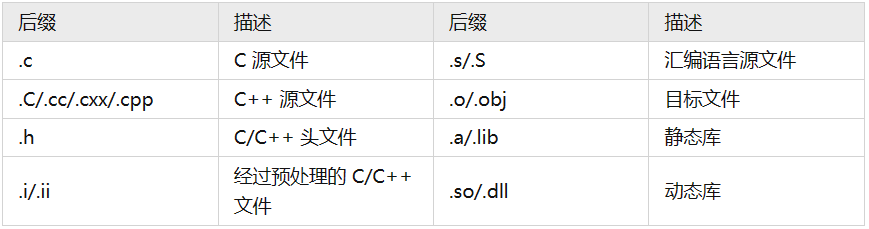 后缀 描述 后缀 描述
.c C 源文件 .s/.S 汇编语言源文件
.C/.cc/.cxx/.cpp C++ 源文件 .o/.obj 目标文件
.h C/C++ 头文件 .a/.lib 静态库
.i/.ii 经过预处理的 C/C++ .so/.dll 动态库
文件